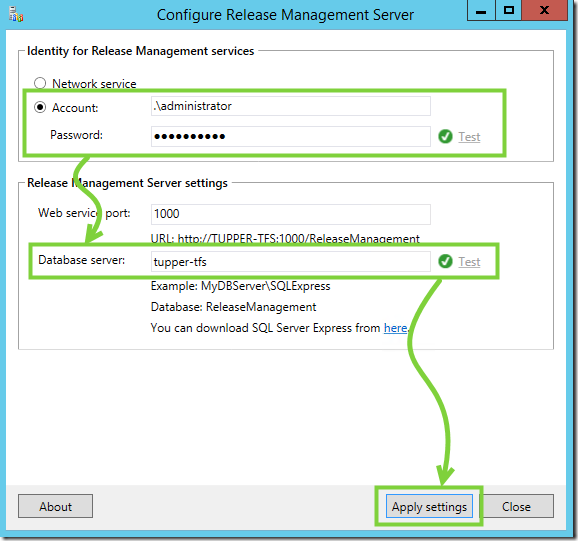 Configure Release Management Server
Identity for Release Management services
Network service
Account: .\administrator
Password: ●●●●●●●●●● Test
Release Management Server settings
Web service port: 1000
URL: http://TUPPER-TFS:1000/ReleaseManagement
Database server: tupper-tfs Test
Example: MyDBServer\SQLExpress
Database: ReleaseManagement
You can download SQL Server Express from here.
About Apply settings Close